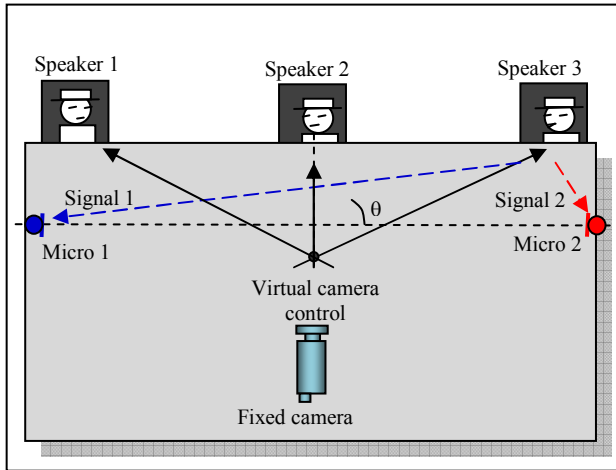 Speaker 1
Speaker 2
Speaker 3
Signal 1
θ
Signal 2
Micro 1
Micro 2
Virtual camera
control
Fixed camera